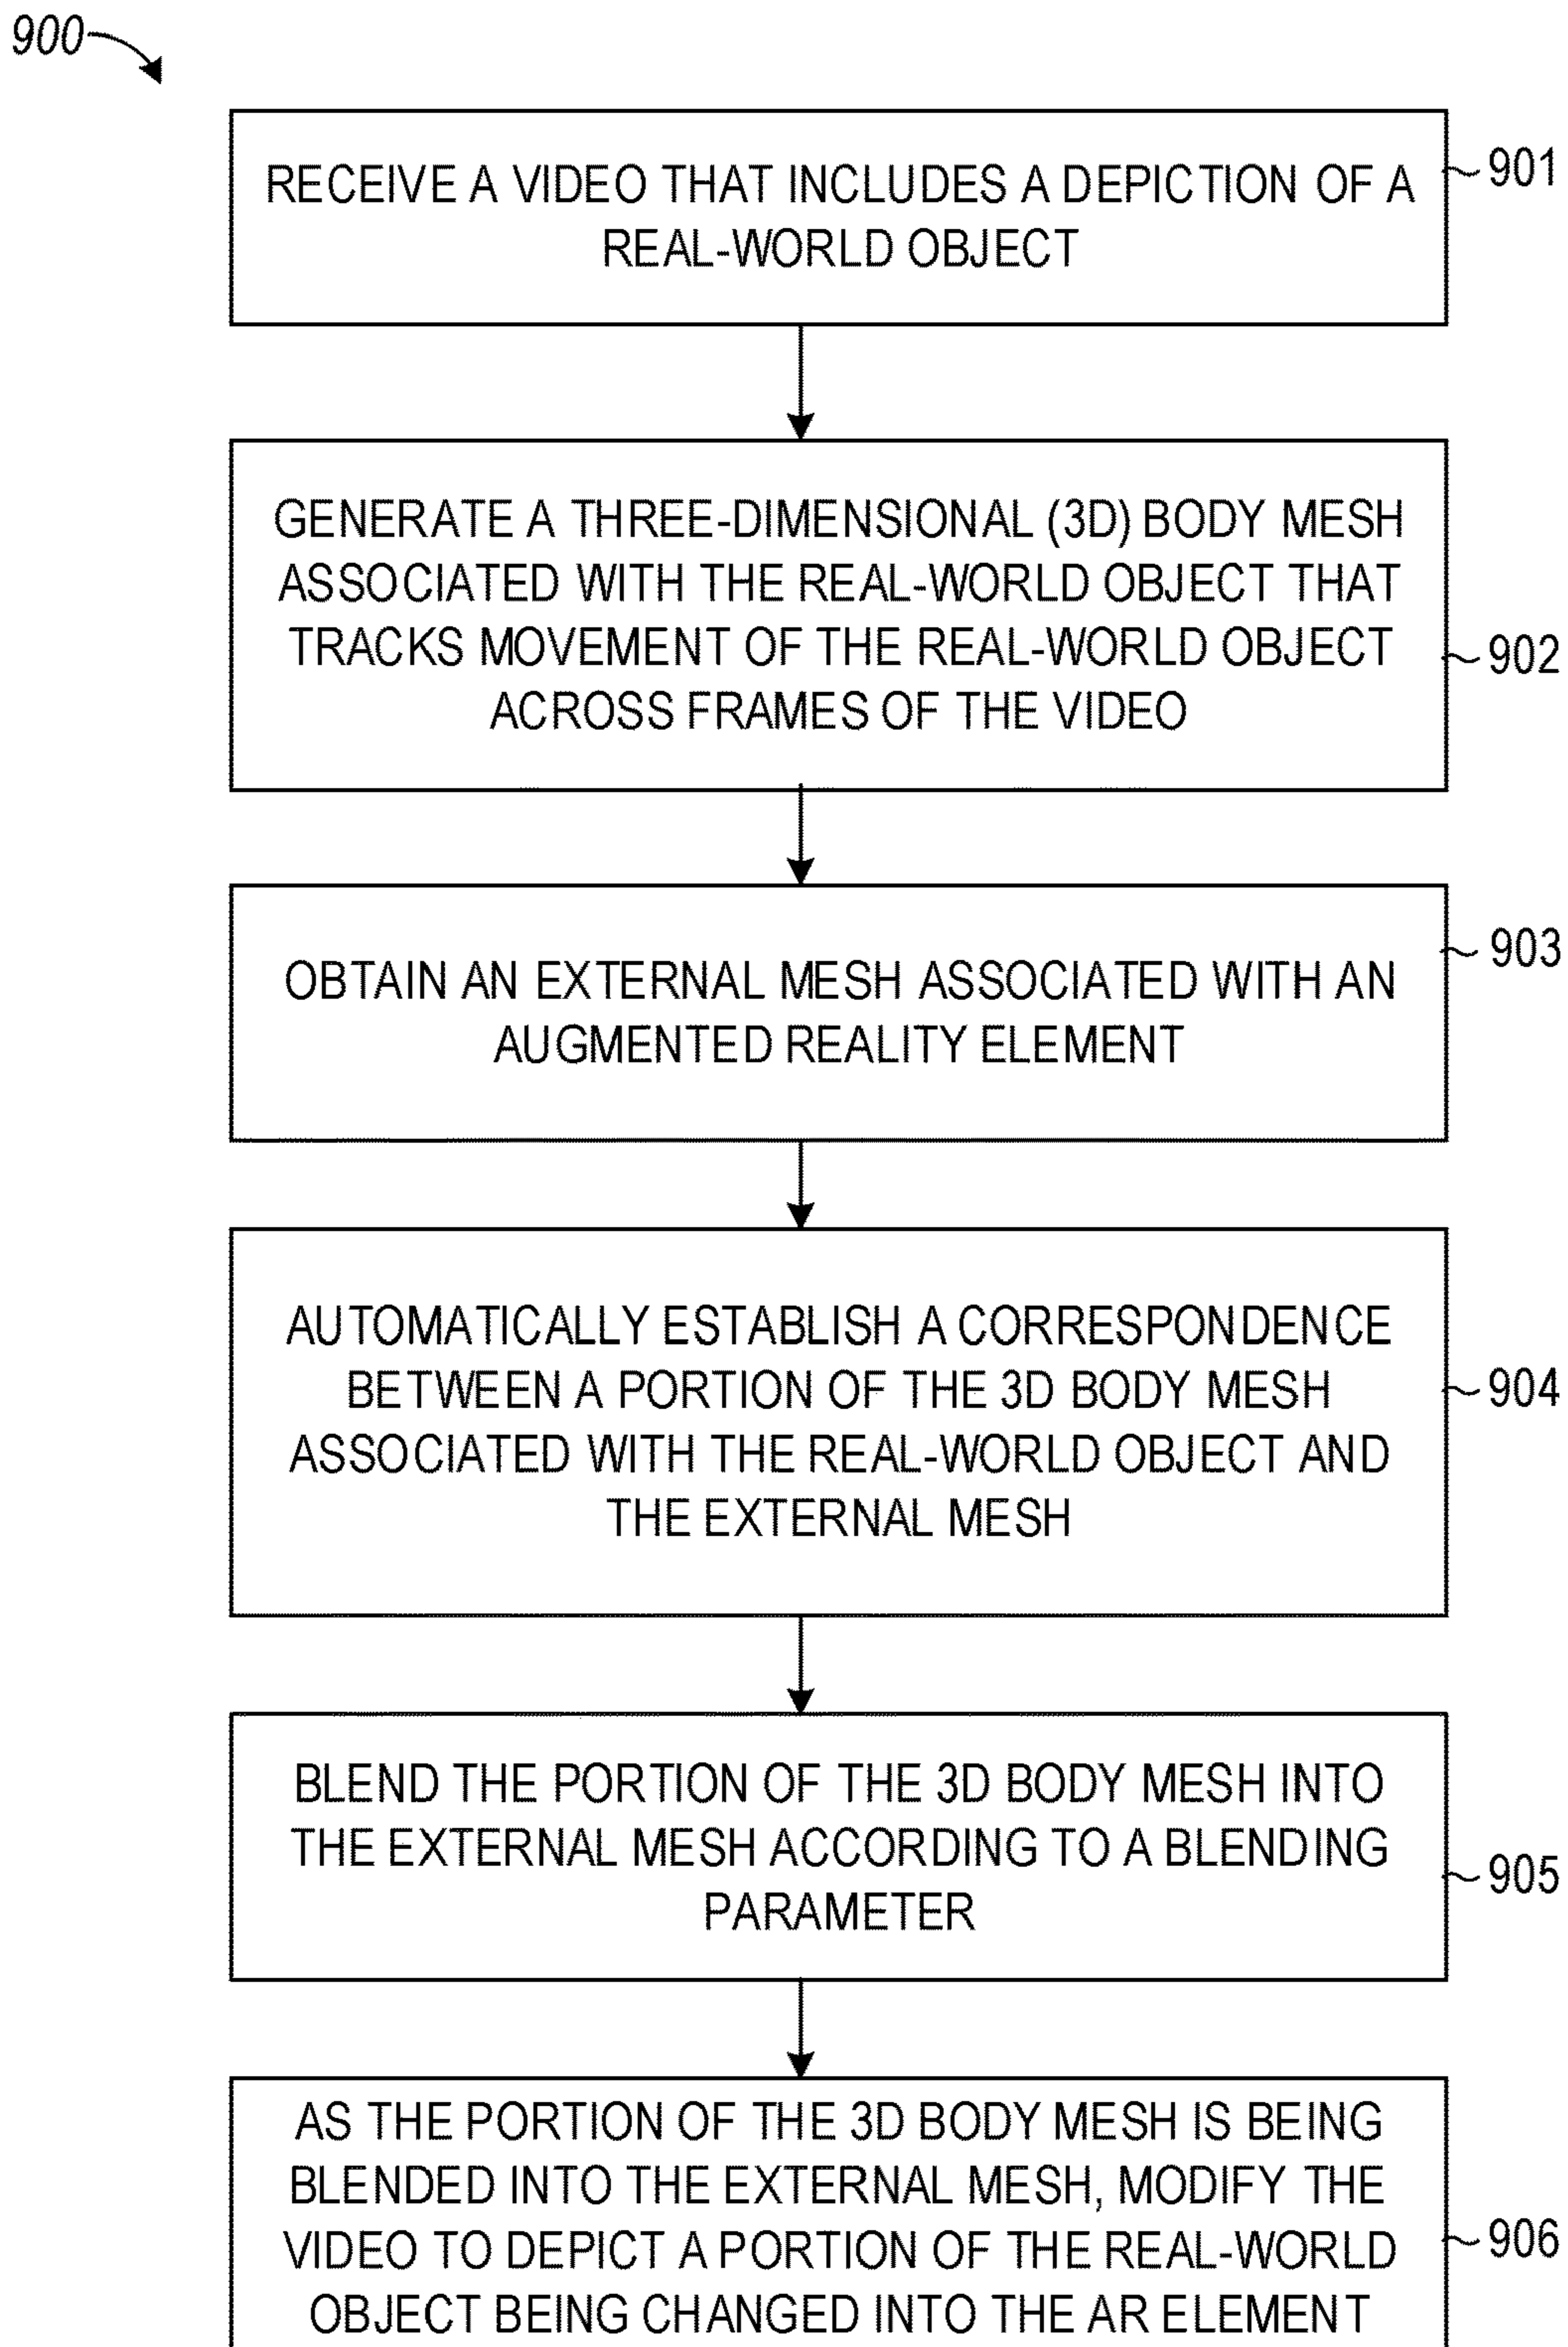 900
RECEIVE A VIDEO THAT INCLUDES A DEPICTION OF A
REAL-WORLD OBJECT
901
GENERATE A THREE-DIMENSIONAL (3D) BODY MESH
ASSOCIATED WITH THE REAL-WORLD OBJECT THAT
TRACKS MOVEMENT OF THE REAL-WORLD OBJECT
ACROSS FRAMES OF THE VIDEO
902
OBTAIN AN EXTERNAL MESH ASSOCIATED WITH AN
AUGMENTED REALITY ELEMENT
903
AUTOMATICALLY ESTABLISH A CORRESPONDENCE
BETWEEN A PORTION OF THE 3D BODY MESH
ASSOCIATED WITH THE REAL-WORLD OBJECT AND
THE EXTERNAL MESH
904
BLEND THE PORTION OF THE 3D BODY MESH INTO
THE EXTERNAL MESH ACCORDING TO A BLENDING
PARAMETER
905
AS THE PORTION OF THE 3D BODY MESH IS BEING
BLENDED INTO THE EXTERNAL MESH, MODIFY THE
VIDEO TO DEPICT A PORTION OF THE REAL-WORLD
OBJECT BEING CHANGED INTO THE AR ELEMENT
906